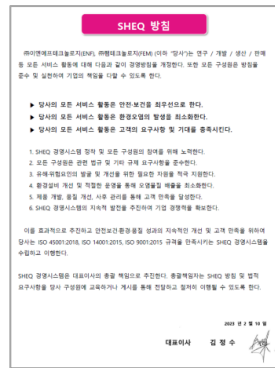 SHEQ 방침
㈜이엔에프테크놀로지(ENF), ㈜팸테크놀로지(FEM) (이하 "당사")는 연구 / 개발 / 생산 / 판매
등 모든 서비스 활동에 대해 다음과 같이 경영방침을 개정한다. 또한 모든 구성원은 방침을
준수 및 실천하여 기업의 책임을 다할 수 있도록 한다.
▶ 당사의 모든 서비스 활동은 안전·보건을 최우선으로 한다.
▶ 당사의 모든 서비스 활동은 환경오염의 발생을 최소화한다.
▶ 당사의 모든 서비스 활동은 고객의 요구사항 및 기대를 충족시킨다.
1. SHEQ 경영시스템 정착 및 모든 구성원의 참여를 위해 노력한다.
2. 모든 구성원은 관련 법규 및 기타 규제 요구사항을 준수한다.
3. 유해·위험요인의 발굴 및 개선을 위해 필요한 자원을 적극 지원한다.
4. 환경설비 개선 및 적절한 운영을 통해 오염물질 배출을 최소화한다.
5. 제품 개발, 품질 개선, 사후 관리를 통해 고객 만족을 달성한다.
6. SHEQ 경영시스템의 지속적 발전을 추진하여 기업 경쟁력을 확보한다.
이를 효과적으로 추진하고 안전보건·환경·품질 성과의 지속적인 개선 및 고객 만족을 위하여
당사는 ISO 45001:2018, ISO 14001:2015, ISO 9001:2015 규격을 만족시키는 SHEQ 경영시스템을
수립하고 이행한다.
SHEQ 경영시스템은 대표이사의 총괄 책임으로 추진한다. 총괄책임자는 SHEQ 방침 및 법적
요구사항을 당사 구성원에 교육하거나 게시를 통해 전달하고 철저히 이행될 수 있도록 한다.
2023 년 2 월 10 일
대표이사 김 정 수